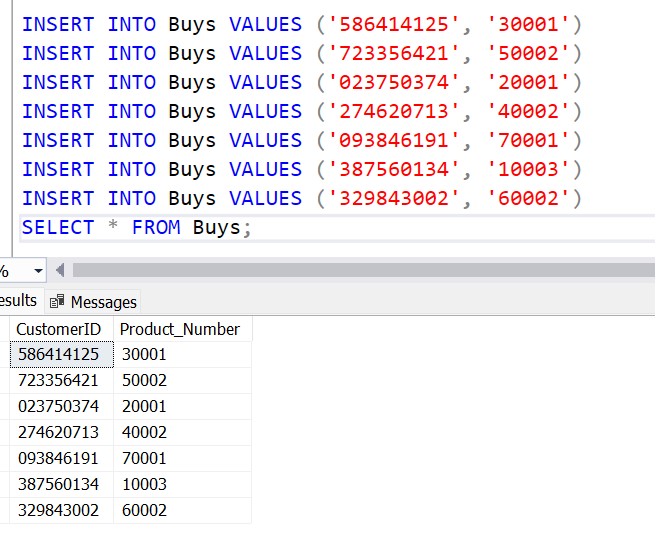 INSERT INTO Buys VALUES ('586414125', '30001')
INSERT INTO Buys VALUES ('723356421', '50002')
INSERT INTO Buys VALUES ('023750374', '20001')
INSERT INTO Buys VALUES ('274620713', '40002')
INSERT INTO Buys VALUES ('093846191', '70001')
INSERT INTO Buys VALUES ('387560134', '10003')
INSERT INTO Buys VALUES ('329843002', '60002')
SELECT * FROM Buys;
%
esults Messages
CustomerID Product_Number
586414125 30001
723356421 50002
023750374 20001
274620713 40002
093846191 70001
387560134 10003
329843002 60002